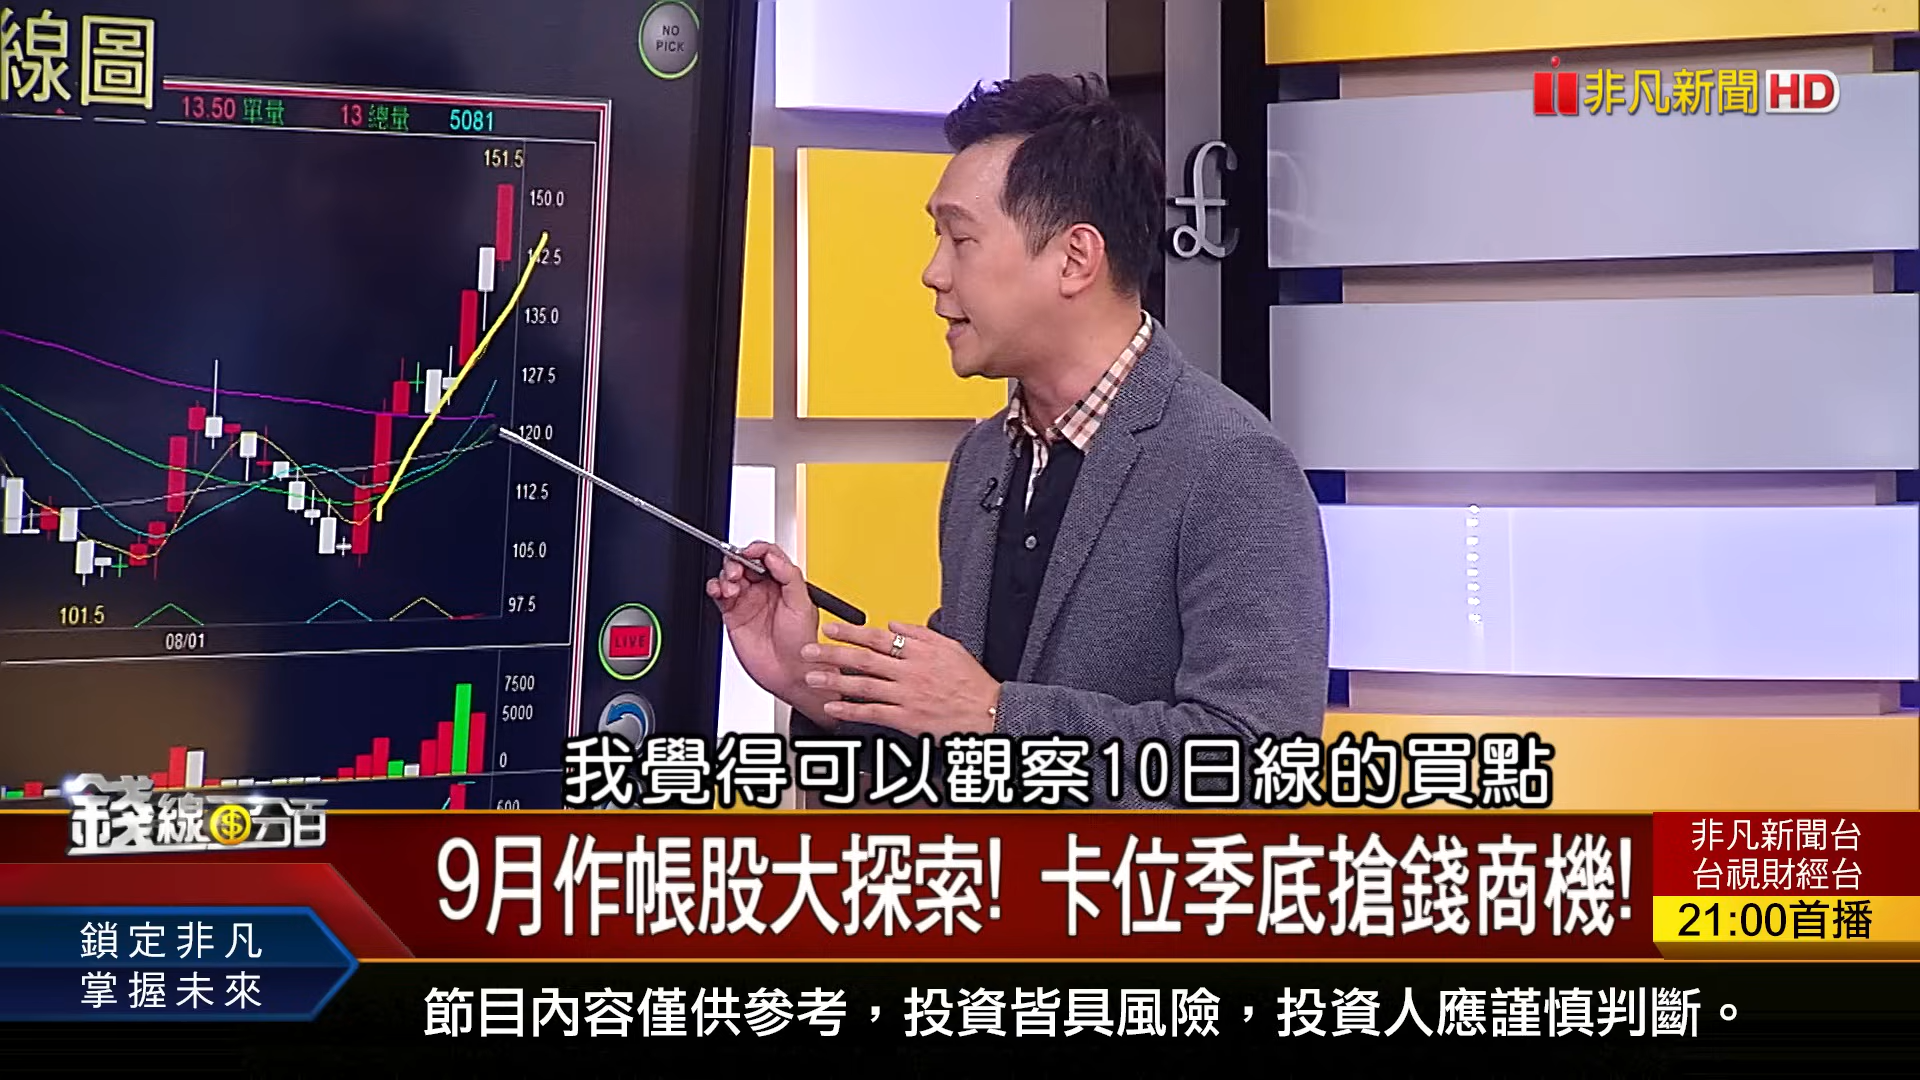 線圖
NO
PICK
13.50 單量 13 總量 5081
151.5
150.0
142.5
135.0
127.5
120.0
112.5
105.0
97.5
101.5
08/01
LIVE
7500
5000
0
600
£
非凡新聞HD
我覺得可以觀察10日線的買點
錢線$百分百
9月作帳股大探索! 卡位季底搶錢商機!
非凡新聞台
台視財經台
21:00首播
鎖定非凡
掌握未來
節目內容僅供參考，投資皆具風險，投資人應謹慎判斷。